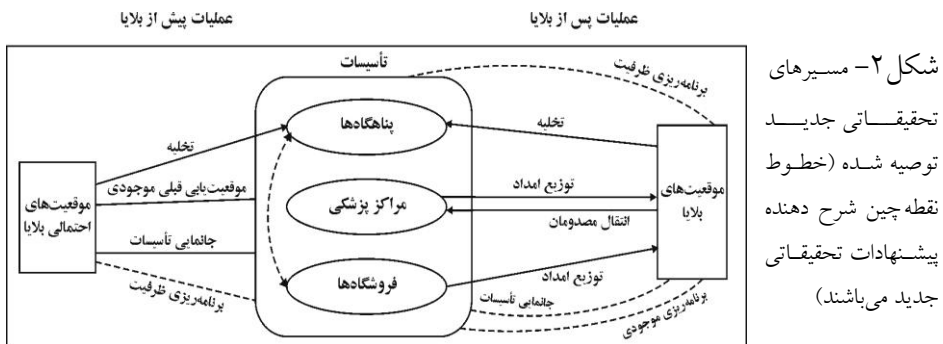 عملیات پس از بلایا
عملیات پیش از بلایا
شکل۲- مسیرهای
تحقیقاتی جدید
توصیه شده (خطوط
نقطه‌چین شرح دهنده
پیشنهادات تحقیقاتی
جدید می‌باشند)
تأسیسات
برنامه‌ریزی ظرفیت
پناهگاه‌ها
تخلیه
تخلیه
موقعیت‌های
بلایا
موقعیت‌یابی قبلی موجودی
موقعیت‌های
احتمالی بلایا
مراکز پزشکی
توزیع امداد
انتقال مصدومان
جانمایی تأسیسات
فروشگاه‌ها
توزیع امداد
برنامه‌ریزی ظرفیت
جانمایی تأسیسات
برنامه‌ریزی موجودی